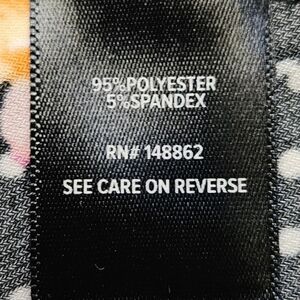 95%POLYESTER
5%SPANDEX
RN# 148862
SEE CARE ON REVERSE